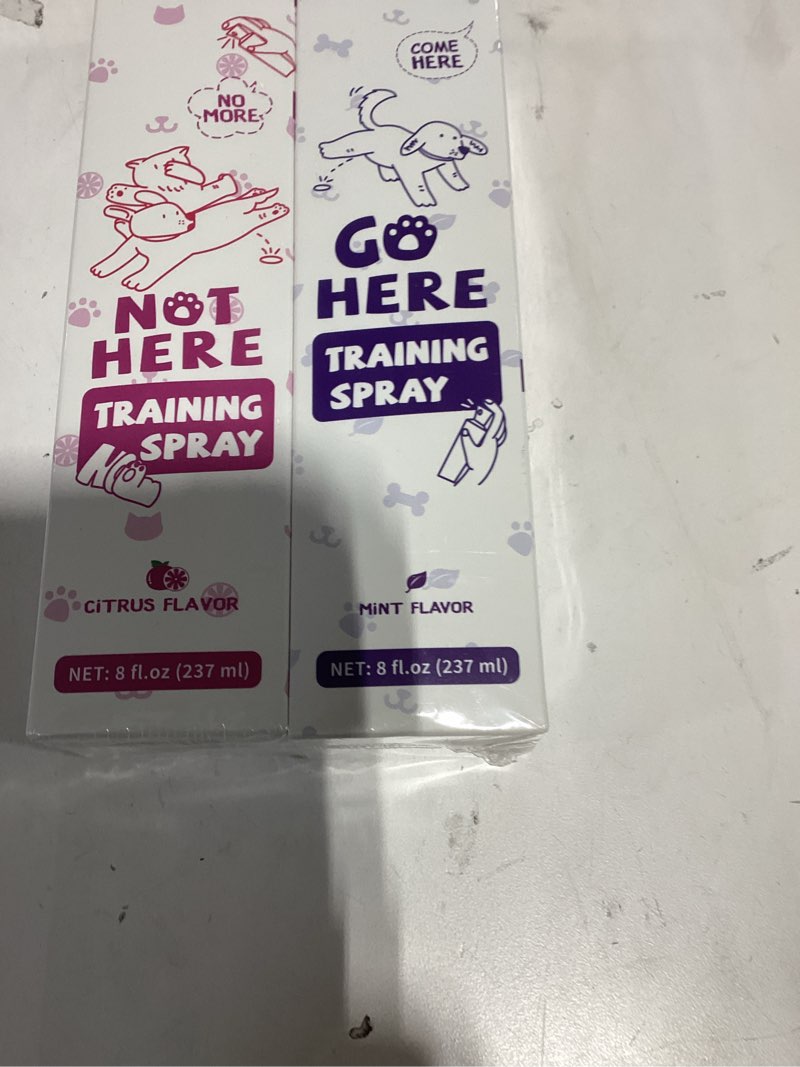 NO
MORE
NOT
HERE
TRAINING
SPRAY
NO!
CiTRUS FLAVOR
NET: 8 fl.oz (237 ml)
COME
HERE
GO
HERE
TRAINING
SPRAY
MiNT FLAVOR
NET: 8 fl.oz (237 ml)